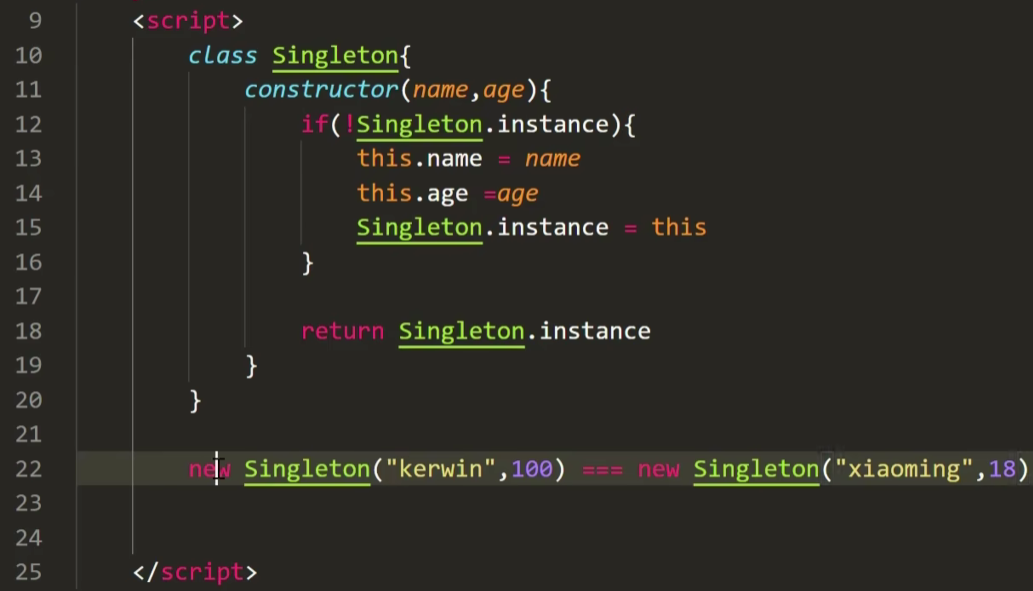 9 <script>
10 class Singleton{
11 constructor(name,age){
12 if(!Singleton.instance){
13 this.name = name
14 this.age =age
15 Singleton.instance = this
16 }
17
18 return Singleton.instance
19 }
20 }
21
22 new Singleton("kerwin",100) === new Singleton("xiaoming",18)
23
24
25 </script>